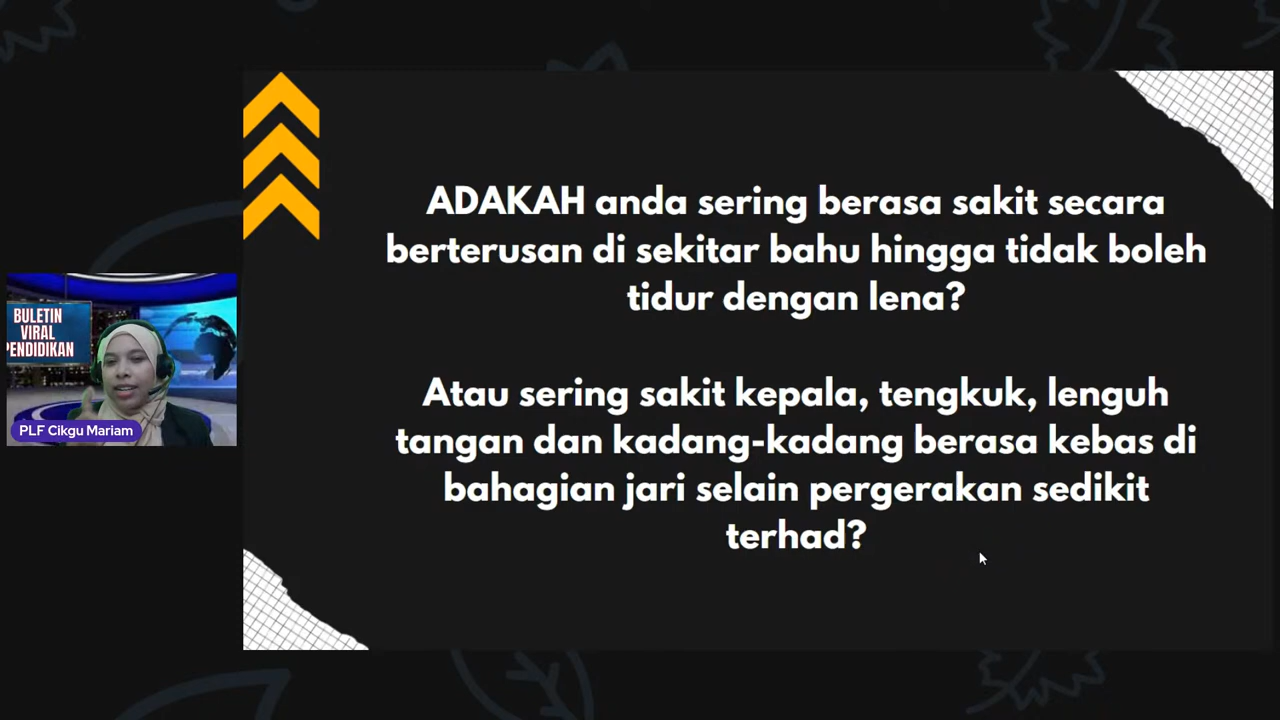 ADAKAH anda sering berasa sakit secara
berterusan di sekitar bahu hingga tidak boleh
tidur dengan lena?
Atau sering sakit kepala, tengkuk, lenguh
tangan dan kadang-kadang berasa kebas di
bahagian jari selain pergerakan sedikit
terhad?
BULETIN
VIRAL
PENDIDIKAN
PLF Cikgu Mariam